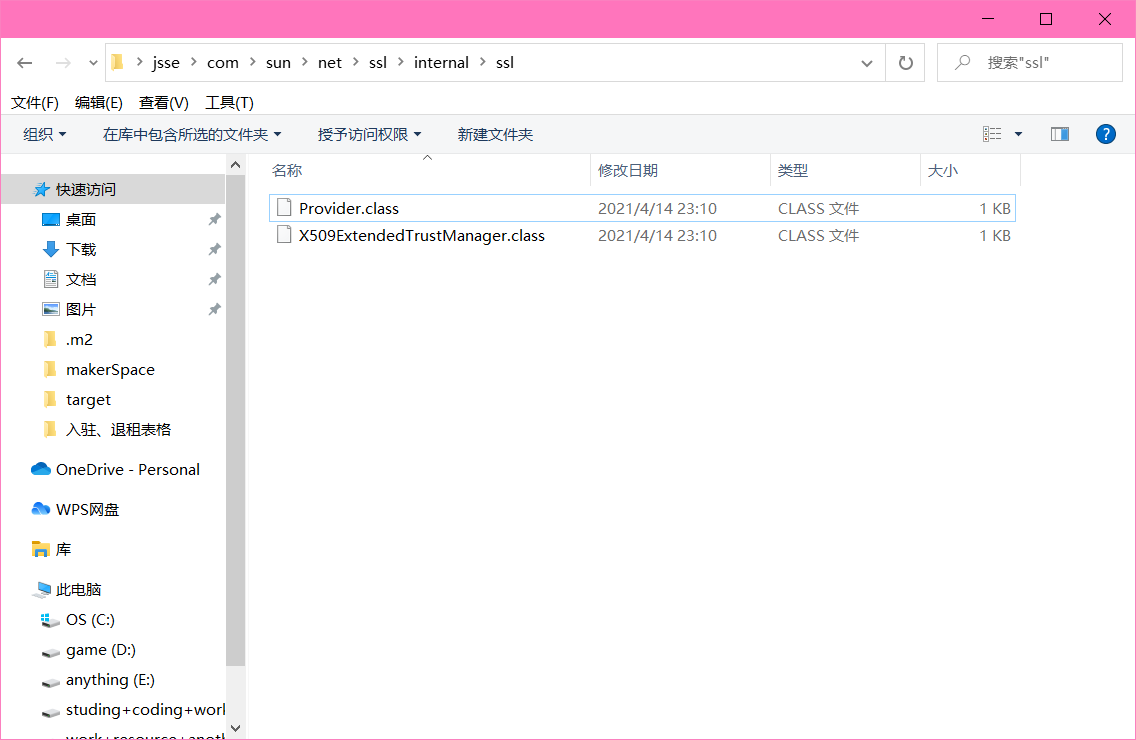 jsse com sun net ssl internal ssl
搜索"ssl"
文件(F) 编辑(E) 查看(V) 工具(T)
组织 在库中包含所选的文件夹 授予访问权限 新建文件夹
名称 修改日期 类型 大小
Provider.class 2021/4/14 23:10 CLASS 文件 1 KB
X509ExtendedTrustManager.class 2021/4/14 23:10 CLASS 文件 1 KB
快速访问
桌面
下载
文档
图片
.m2
makerSpace
target
入驻、退租表格
OneDrive - Personal
WPS网盘
库
此电脑
OS (C:)
game (D:)
anything (E:)
studing+coding+work